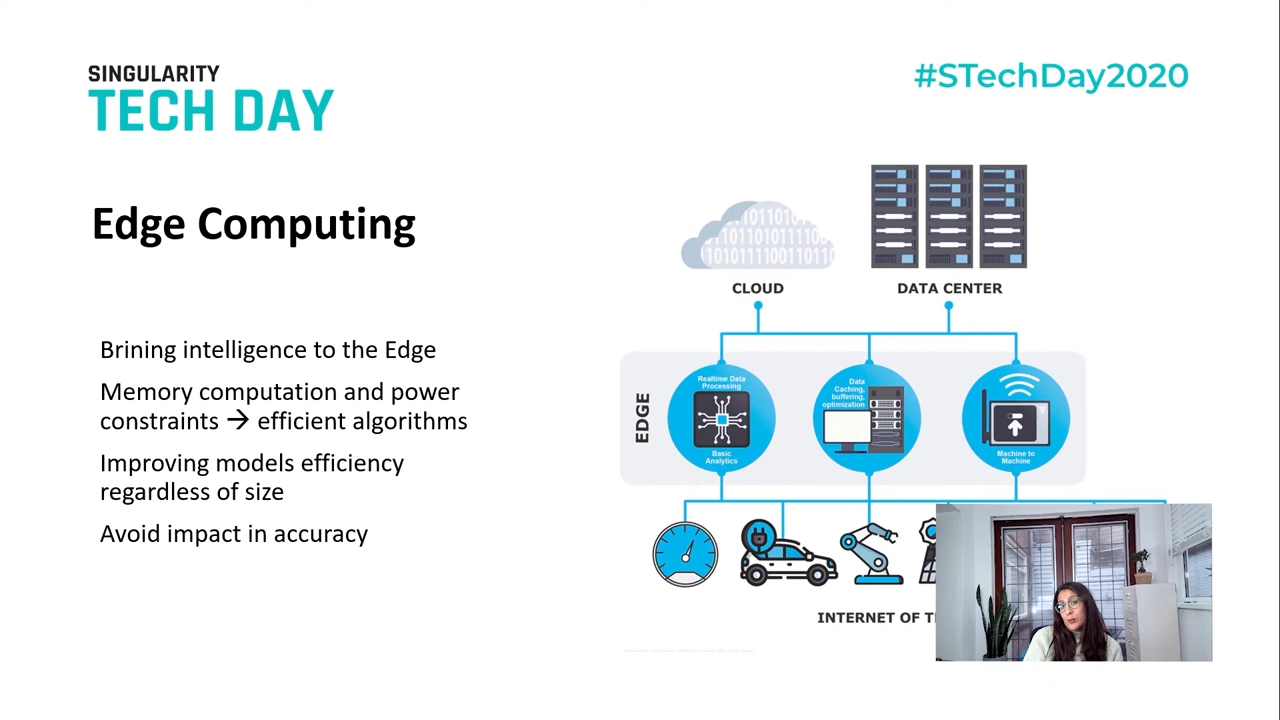 SINGULARITY
TECH DAY
#STechDay2020
Edge Computing
Brining intelligence to the Edge
Memory computation and power
constraints → efficient algorithms
Improving models efficiency
regardless of size
Avoid impact in accuracy
CLOUD
DATA CENTER
EDGE
Realtime Data
Processing
Basic
Analytics
Data
Caching,
buffering,
optimization
Machine to
Machine
INTERNET OF